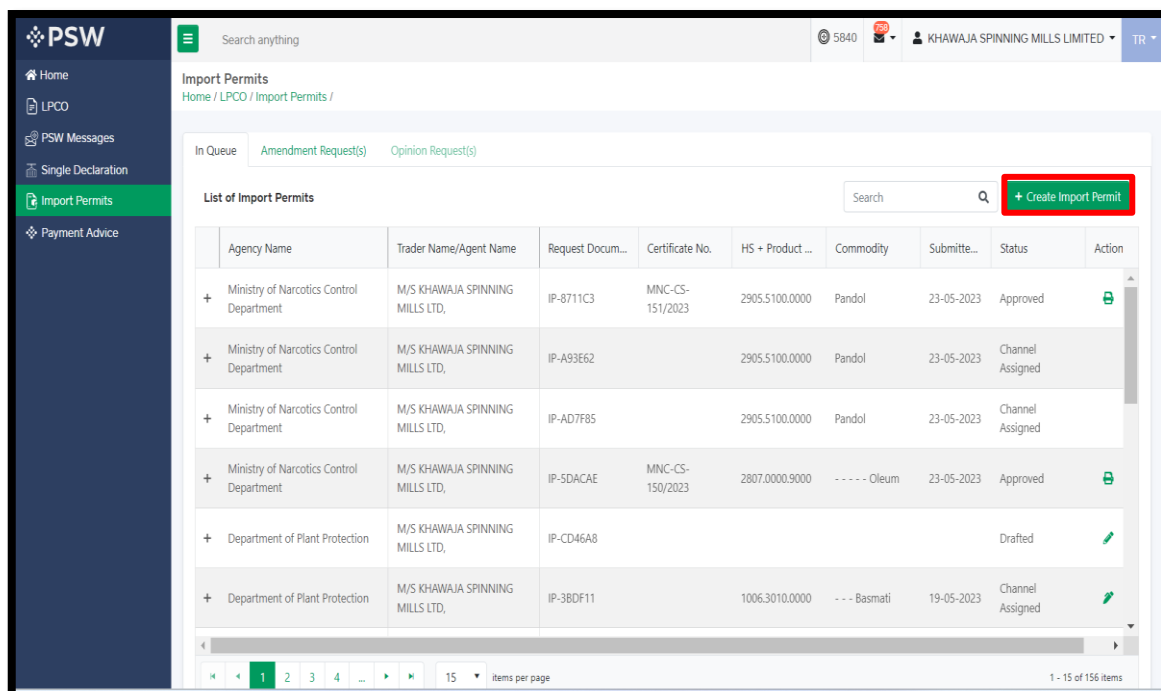 PSW
Search anything
5840
758
KHAWAJA SPINNING MILLS LIMITED
TR
Home
LPCO
PSW Messages
Single Declaration
Import Permits
Payment Advice
Import Permits
Home / LPCO / Import Permits /
In Queue Amendment Request(s) Opinion Request(s)
List of Import Permits
Search
+ Create Import Permit
Agency Name Trader Name/Agent Name Request Docum... Certificate No. HS + Product ... Commodity Submitte... Status Action
Ministry of Narcotics Control
Department
M/S KHAWAJA SPINNING
MILLS LTD,
IP-8711C3
MNC-CS-
151/2023
2905.5100.0000
Pandol
23-05-2023
Approved
Ministry of Narcotics Control
Department
M/S KHAWAJA SPINNING
MILLS LTD,
IP-A93E62
2905.5100.0000
Pandol
23-05-2023
Channel
Assigned
Ministry of Narcotics Control
Department
M/S KHAWAJA SPINNING
MILLS LTD,
IP-AD7F85
2905.5100.0000
Pandol
23-05-2023
Channel
Assigned
Ministry of Narcotics Control
Department
M/S KHAWAJA SPINNING
MILLS LTD,
IP-5DACAE
MNC-CS-
150/2023
2807.0000.9000
- - - - - Oleum
23-05-2023
Approved
Department of Plant Protection
M/S KHAWAJA SPINNING
MILLS LTD,
IP-CD46A8
Drafted
Department of Plant Protection
M/S KHAWAJA SPINNING
MILLS LTD,
IP-3BDF11
1006.3010.0000
- - - Basmati
19-05-2023
Channel
Assigned
1 2 3 4 ... 15 items per page
1 - 15 of 156 items